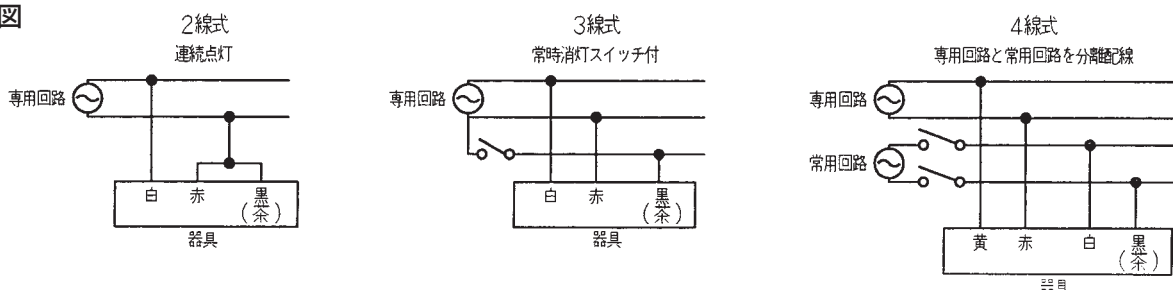 図
2線式
連続点灯
専用回路
白 赤 黒
(茶)
器具
3線式
常時消灯スイッチ付
専用回路
白 赤 黒
(茶)
器具
4線式
専用回路と常用回路を分離配線
専用回路
常用回路
黄 赤 白 黒
(茶)
器具